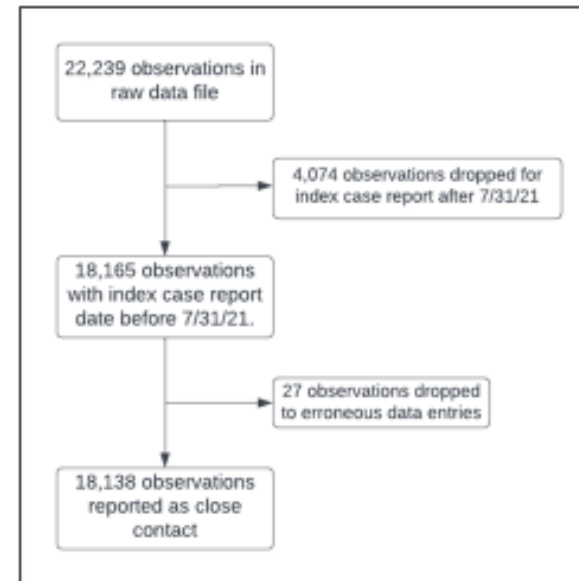 22,239 observations in
raw data file
4,074 observations dropped for
index case report after 7/31/21
18,165 observations
with index case report
date before 7/31/21.
27 observations dropped
to erroneous data entries
18,138 observations
reported as close
contact